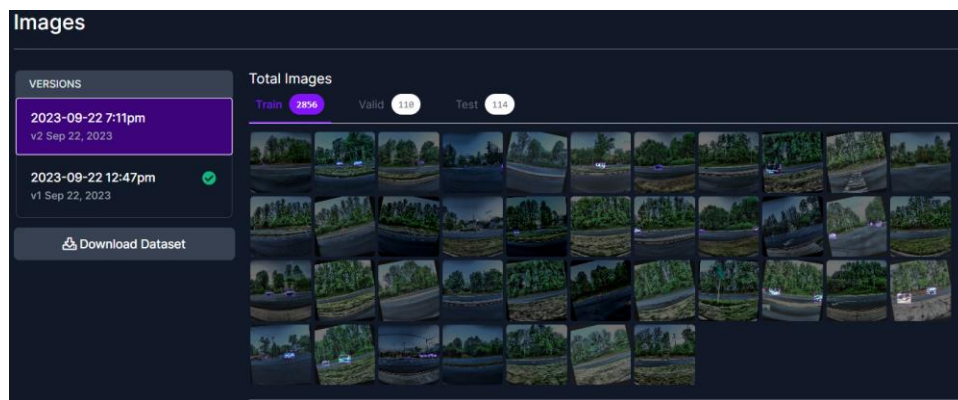 Images
VERSIONS
2023-09-22 7:11pm
v2 Sep 22, 2023
2023-09-22 12:47pm
v1 Sep 22, 2023
Download Dataset
Total Images
Train 2856 Valid 110 Test 114